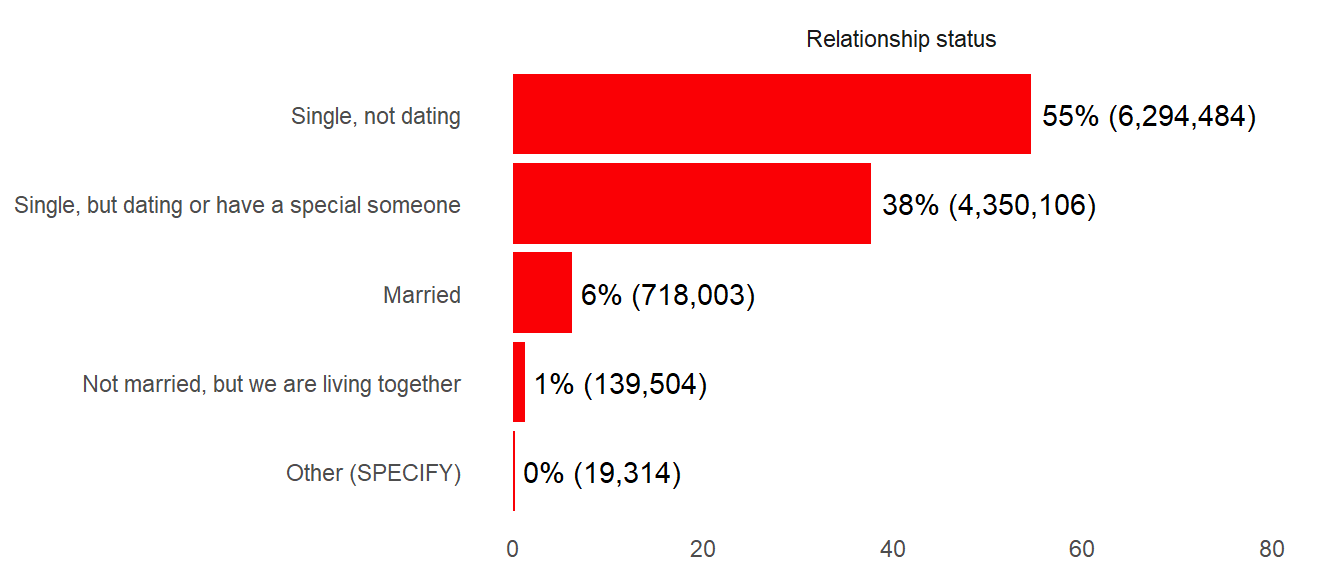 Relationship status
Single, not dating 55% (6,294,484)
Single, but dating or have a special someone 38% (4,350,106)
Married 6% (718,003)
Not married, but we are living together 1% (139,504)
Other (SPECIFY) 0% (19,314)
0 20 40 60 80